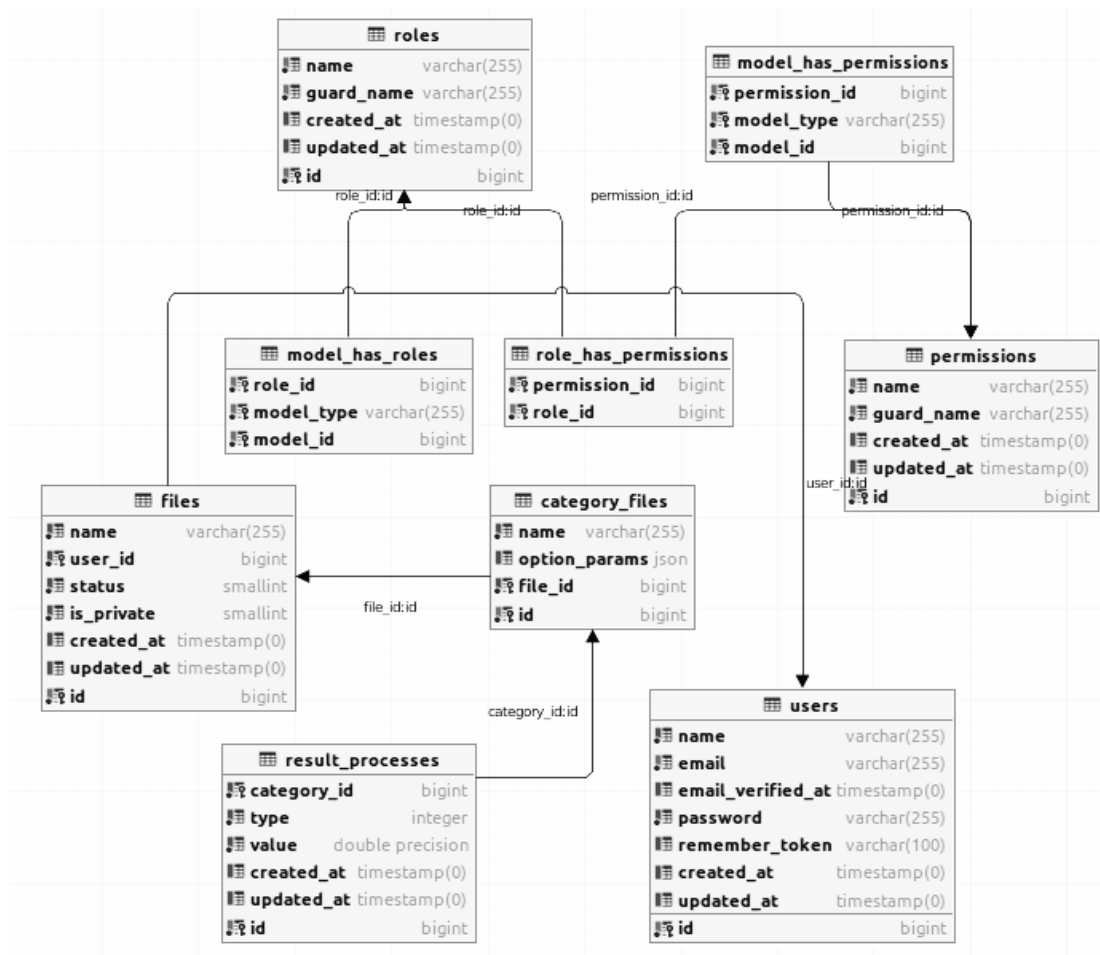 roles
name varchar(255)
guard_name varchar(255)
created_at timestamp(0)
updated_at timestamp(0)
id bigint
model_has_permissions
permission_id bigint
model_type varchar(255)
model_id bigint
role_id:id
role_id:id
permission_id:id
permission_id:id
model_has_roles
role_id bigint
model_type varchar(255)
model_id bigint
role_has_permissions
permission_id bigint
role_id bigint
permissions
name varchar(255)
guard_name varchar(255)
created_at timestamp(0)
updated_at timestamp(0)
id bigint
user_id:id
files
name varchar(255)
user_id bigint
status smallint
is_private smallint
created_at timestamp(0)
updated_at timestamp(0)
id bigint
category_files
name varchar(255)
option_params json
file_id bigint
id bigint
file_id:id
category_id:id
result_processes
category_id bigint
type integer
value double precision
created_at timestamp(0)
updated_at timestamp(0)
id bigint
users
name varchar(255)
email varchar(255)
email_verified_at timestamp(0)
password varchar(255)
remember_token varchar(100)
created_at timestamp(0)
updated_at timestamp(0)
id bigint